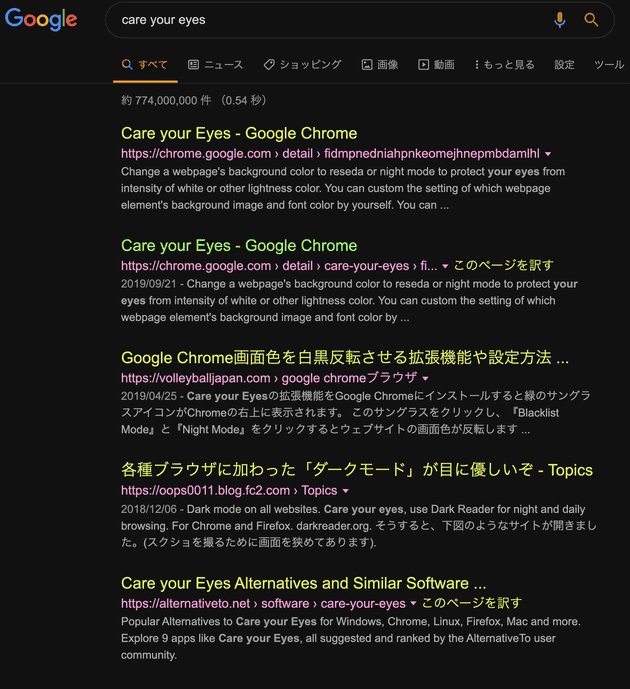 Google
care your eyes
すべて ニュース ショッピング 画像 動画 もっと見る 設定 ツール
約 774,000,000 件 （0.54 秒）
Care your Eyes - Google Chrome
https://chrome.google.com › detail › fidmpnedniahpnkeomejhnepmbdamlhl
Change a webpage's background color to reseda or night mode to protect your eyes from
intensity of white or other lightness color. You can custom the setting of which webpage
element's background image and font color by yourself. You can ...
Care your Eyes - Google Chrome
https://chrome.google.com › detail › care-your-eyes › fi... このページを訳す
2019/09/21 - Change a webpage's background color to reseda or night mode to protect your
eyes from intensity of white or other lightness color. You can custom the setting of which
webpage element's background image and font color by ...
Google Chrome画面色を白黒反転させる拡張機能や設定方法 ...
https://volleyballjapan.com › google chromeブラウザ
2019/04/25 - Care your Eyesの拡張機能をGoogle Chromeにインストールすると緑のサングラ
スアイコンがChromeの右上に表示されます。 このサングラスをクリックし、『Blacklist
Mode』と『Night Mode』をクリックするとウェブサイトの画面色が反転します ...
各種ブラウザに加わった「ダークモード」が目に優しいぞ - Topics
https://oops0011.blog.fc2.com › Topics
2018/12/06 - Dark mode on all websites. Care your eyes, use Dark Reader for night and daily
browsing. For Chrome and Firefox. darkreader.org. そうすると、下図のようなサイトが開きまし
た。(スクショを撮るために画面を狭めてあります).
Care your Eyes Alternatives and Similar Software ...
https://alternativeto.net › software › care-your-eyes このページを訳す
Popular Alternatives to Care your Eyes for Windows, Chrome, Linux, Firefox, Mac and more.
Explore 9 apps like Care your Eyes, all suggested and ranked by the AlternativeTo user
community.